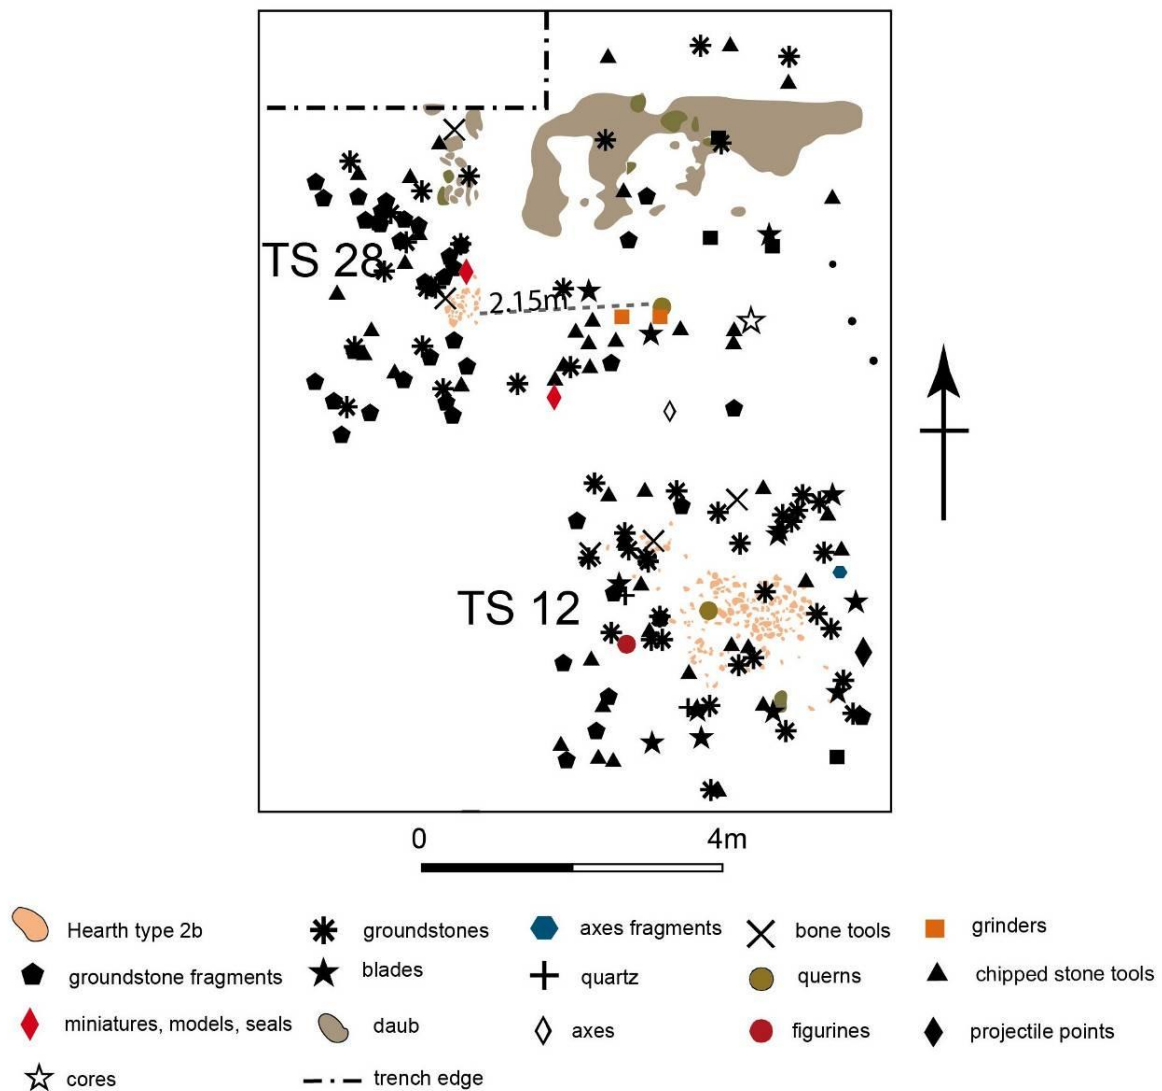 TS 28
2.15m
TS 12
0 4m
Hearth type 2b groundstones axes fragments bone tools grinders
groundstone fragments blades quartz querns chipped stone tools
miniatures, models, seals daub axes figurines projectile points
cores trench edge